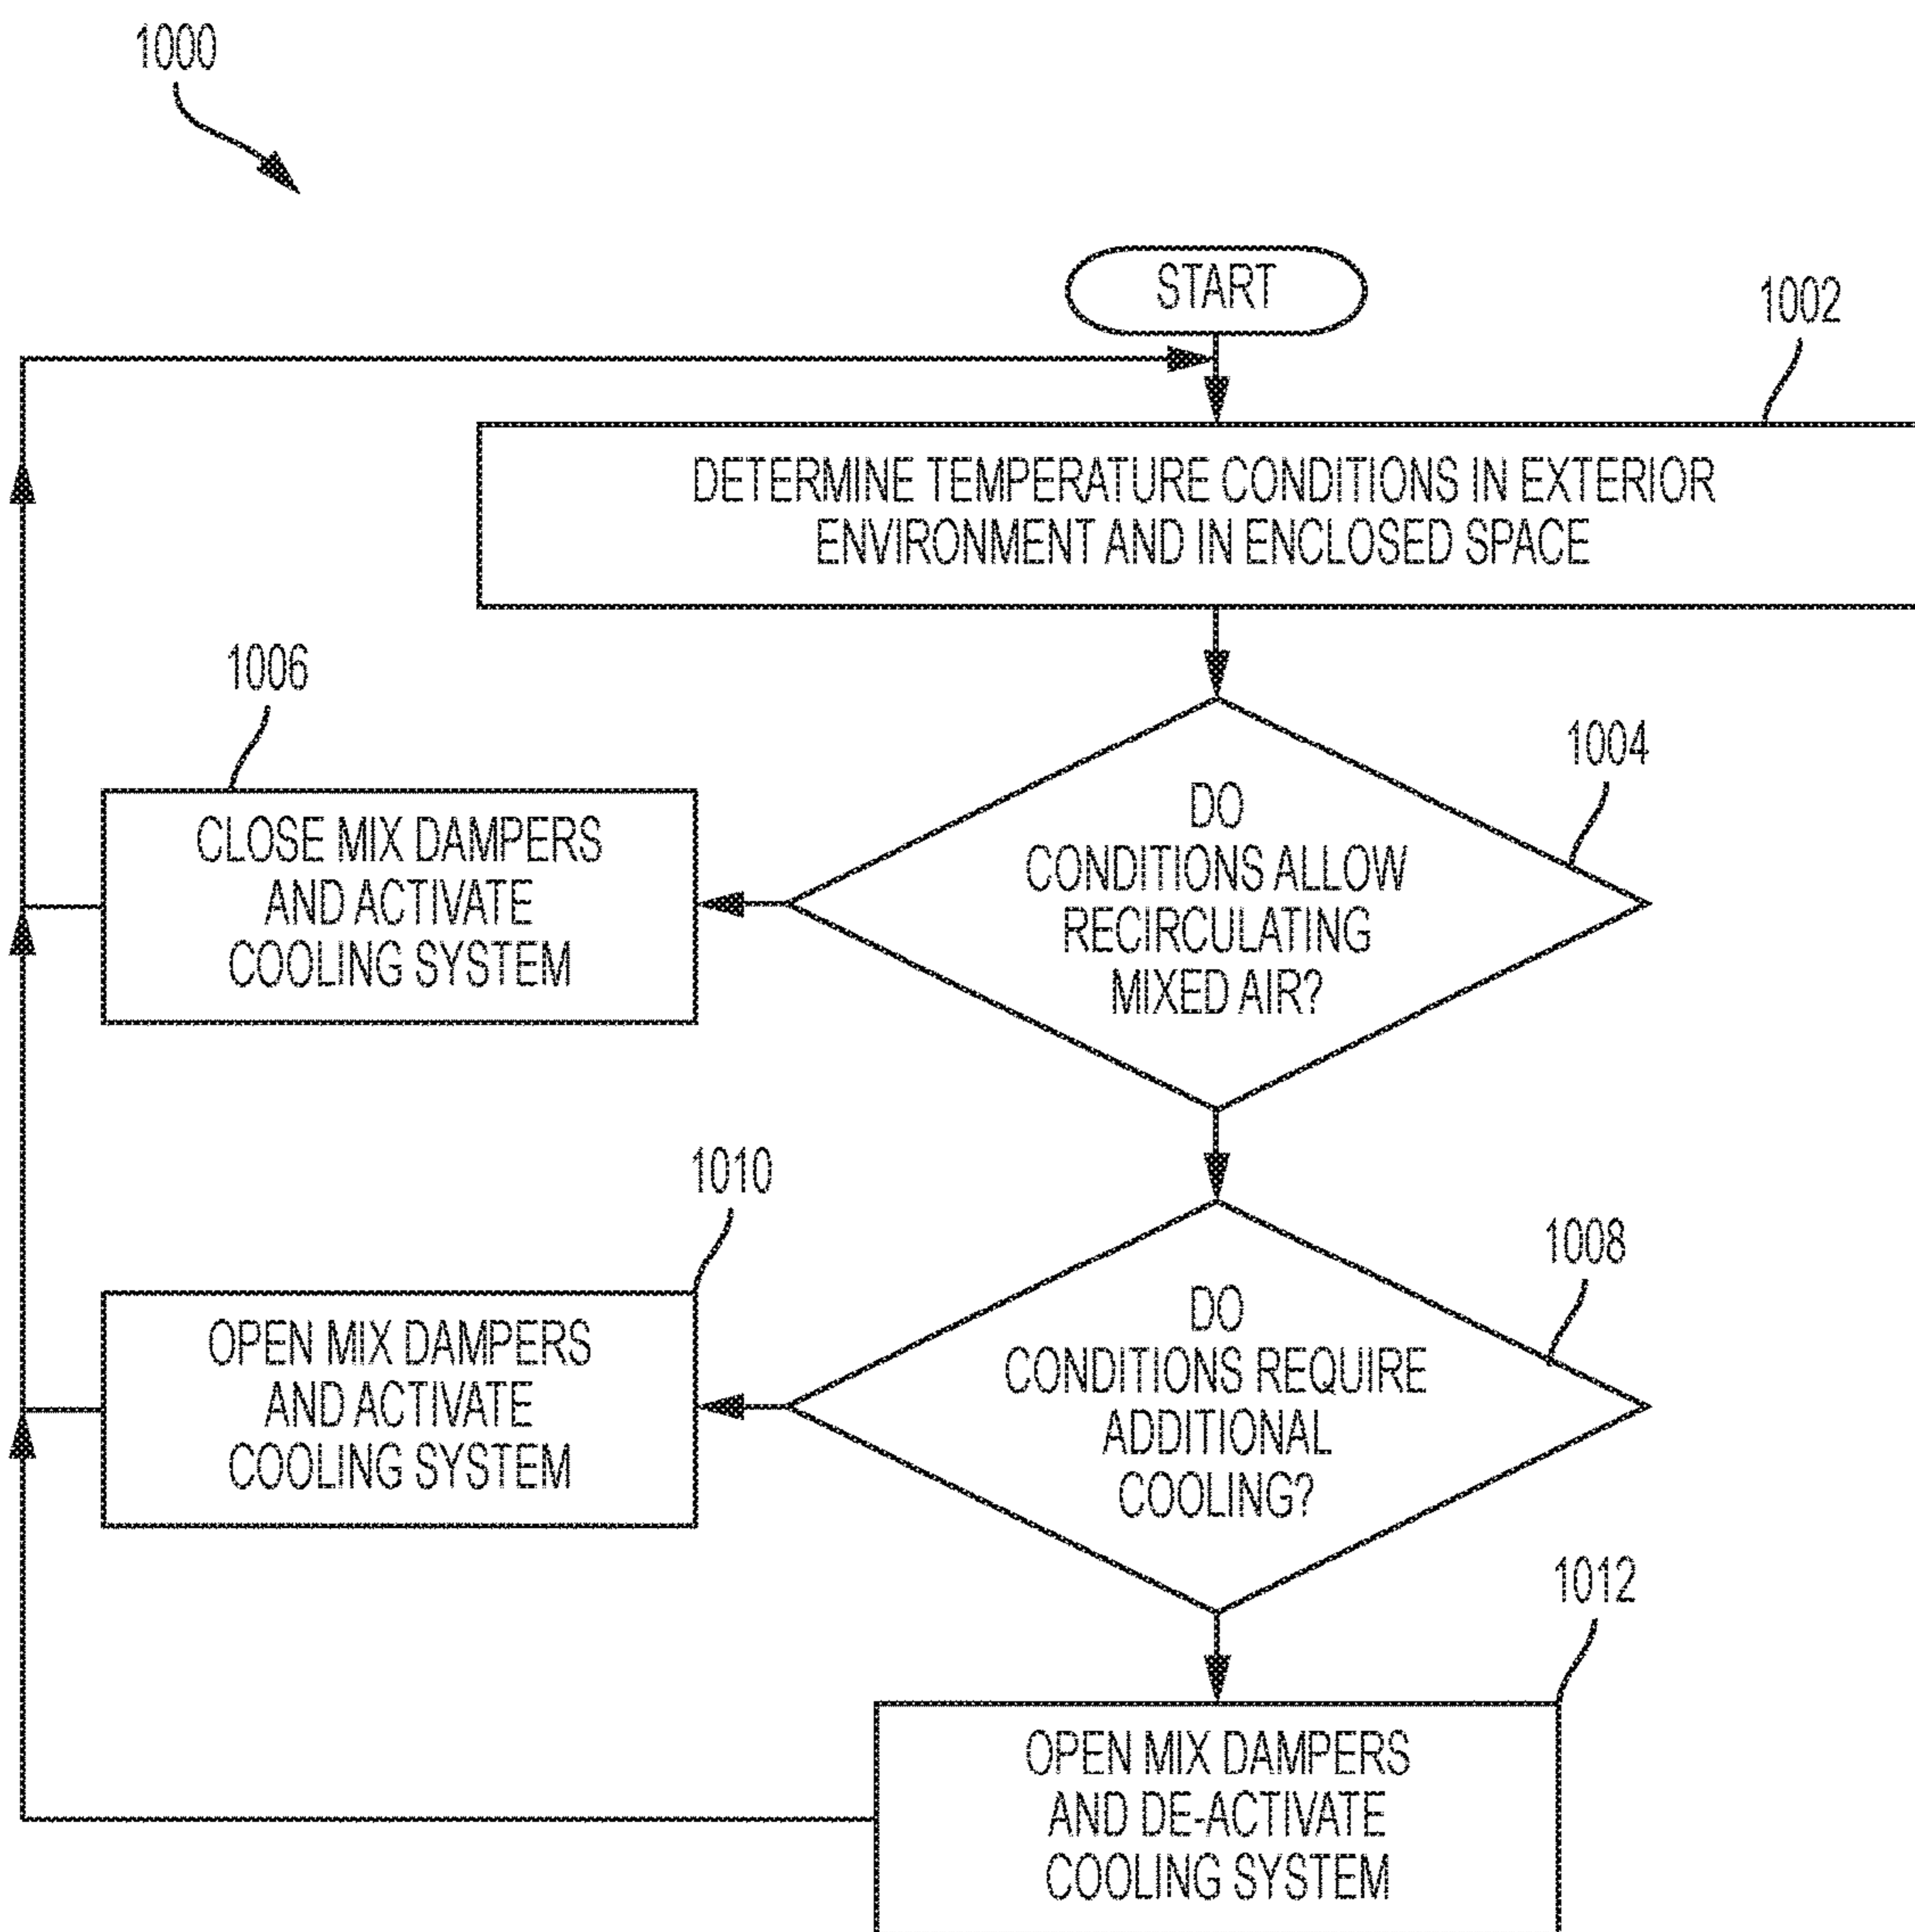 1000
START
1002
DETERMINE TEMPERATURE CONDITIONS IN EXTERIOR
ENVIRONMENT AND IN ENCLOSED SPACE
1006
CLOSE MIX DAMPERS
AND ACTIVATE
COOLING SYSTEM
1004
DO
CONDITIONS ALLOW
RECIRCULATING
MIXED AIR?
1010
OPEN MIX DAMPERS
AND ACTIVATE
COOLING SYSTEM
1008
DO
CONDITIONS REQUIRE
ADDITIONAL
COOLING?
1012
OPEN MIX DAMPERS
AND DE-ACTIVATE
COOLING SYSTEM